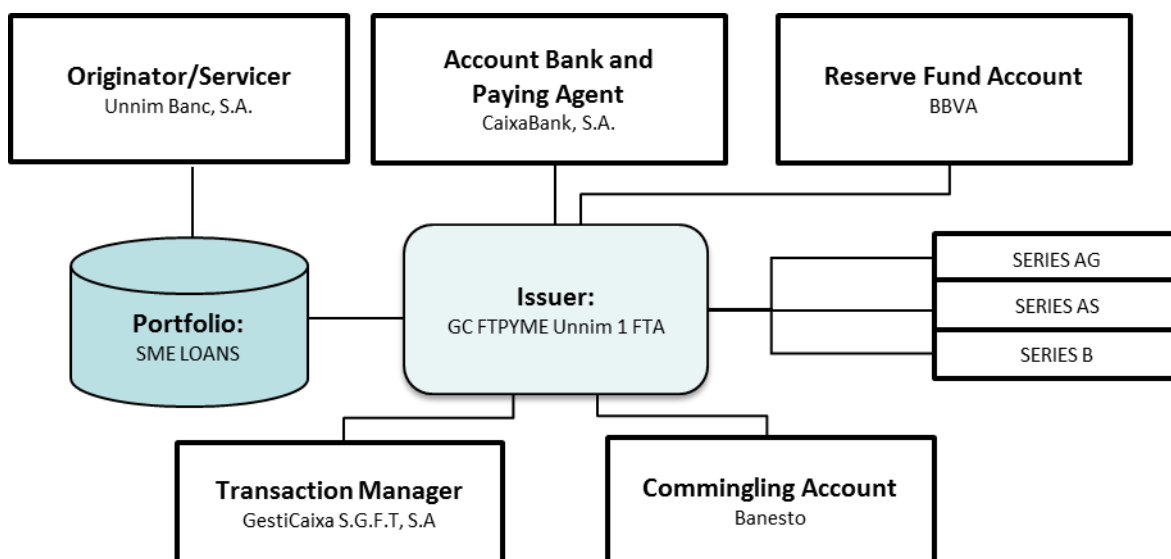 Originator/Servicer
Unnim Banc, S.A.
Account Bank and
Paying Agent
CaixaBank, S.A.
Reserve Fund Account
BBVA
Portfolio:
SME LOANS
Issuer:
GC FTPYME Unnim 1 FTA
SERIES AG
SERIES AS
SERIES B
Transaction Manager
GestiCaixa S.G.F.T, S.A
Commingling Account
Banesto